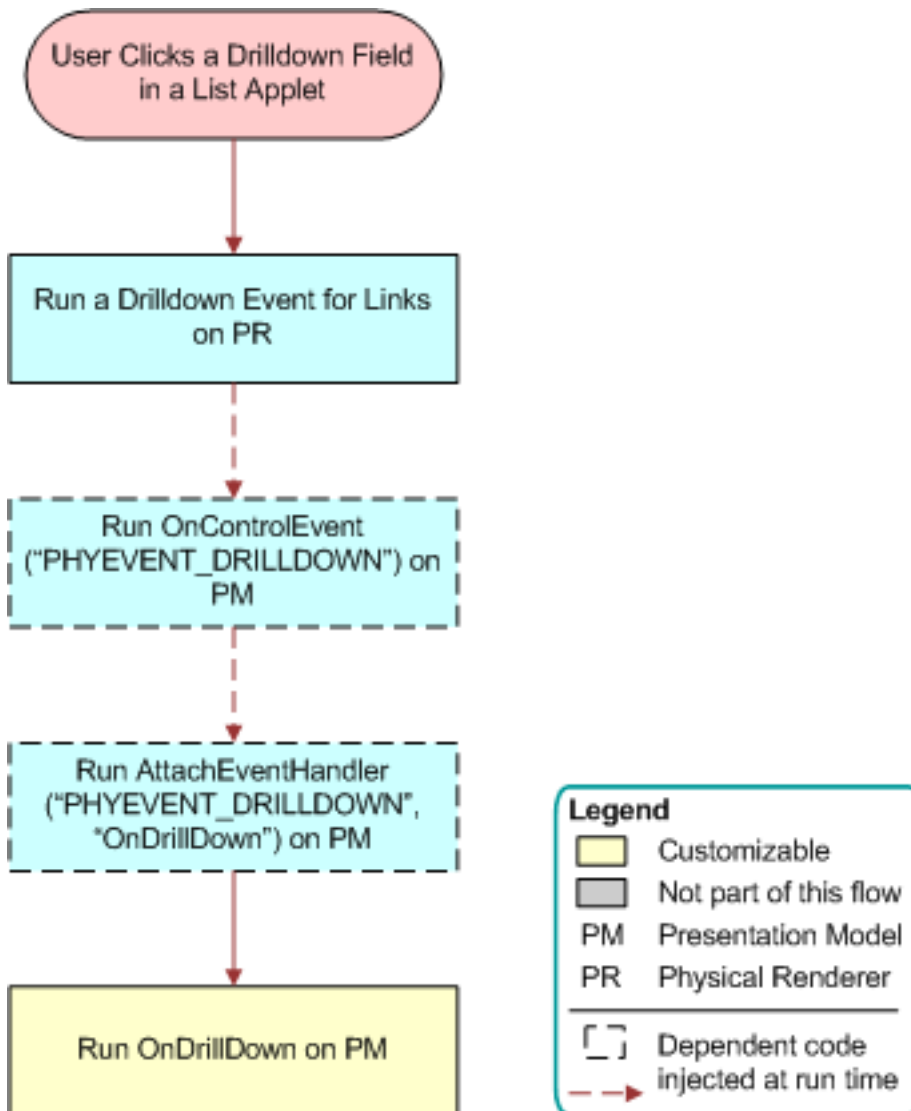 User Clicks a Drilldown Field
in a List Applet
Run a Drilldown Event for Links
on PR
Run OnControlEvent
(“PHYEVENT_DRILLDOWN”) on
PM
Run AttachEventHandler
(“PHYEVENT_DRILLDOWN”,
“OnDrillDown”) on PM
Run OnDrillDown on PM
Legend
Customizable
Not part of this flow
PM Presentation Model
PR Physical Renderer
Dependent code
injected at run time